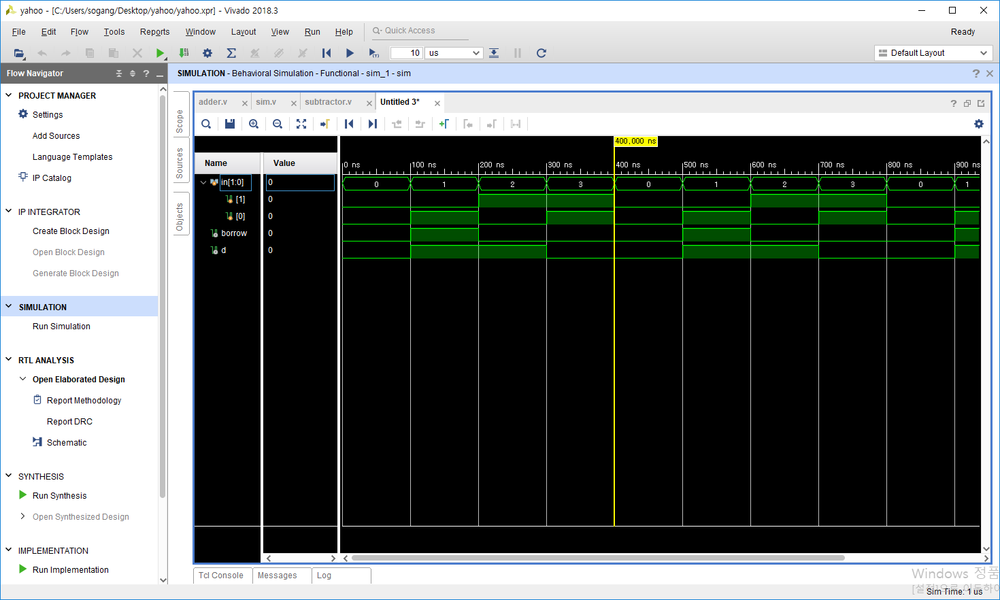 yahoo - [C:/Users/sogang/Desktop/yahoo/yahoo.xpr] - Vivado 2018.3
File Edit Flow Tools Reports Window Layout View Run Help Quick Access Ready
10 us Default Layout
Flow Navigator
SIMULATION - Behavioral Simulation - Functional - sim_1 - sim
PROJECT MANAGER
Settings
Add Sources
Language Templates
IP Catalog
IP INTEGRATOR
Create Block Design
Open Block Design
Generate Block Design
SIMULATION
Run Simulation
RTL ANALYSIS
Open Elaborated Design
Report Methodology
Report DRC
Schematic
SYNTHESIS
Run Synthesis
Open Synthesized Design
IMPLEMENTATION
Run Implementation
Scope
Sources
Objects
adder.v sim.v subtractor.v Untitled 3*
400,000 ns
Name Value
0 ns 100 ns 200 ns 300 ns 400 ns 500 ns 600 ns 700 ns 800 ns 900 ns
in[1:0] 0 0 1 2 3 0 1 2 3 0 1
[1] 0
[0] 0
borrow 0
d 0
Tcl Console Messages Log
Windows 정품
[설정]으로 이동하여
Sim Time: 1 us